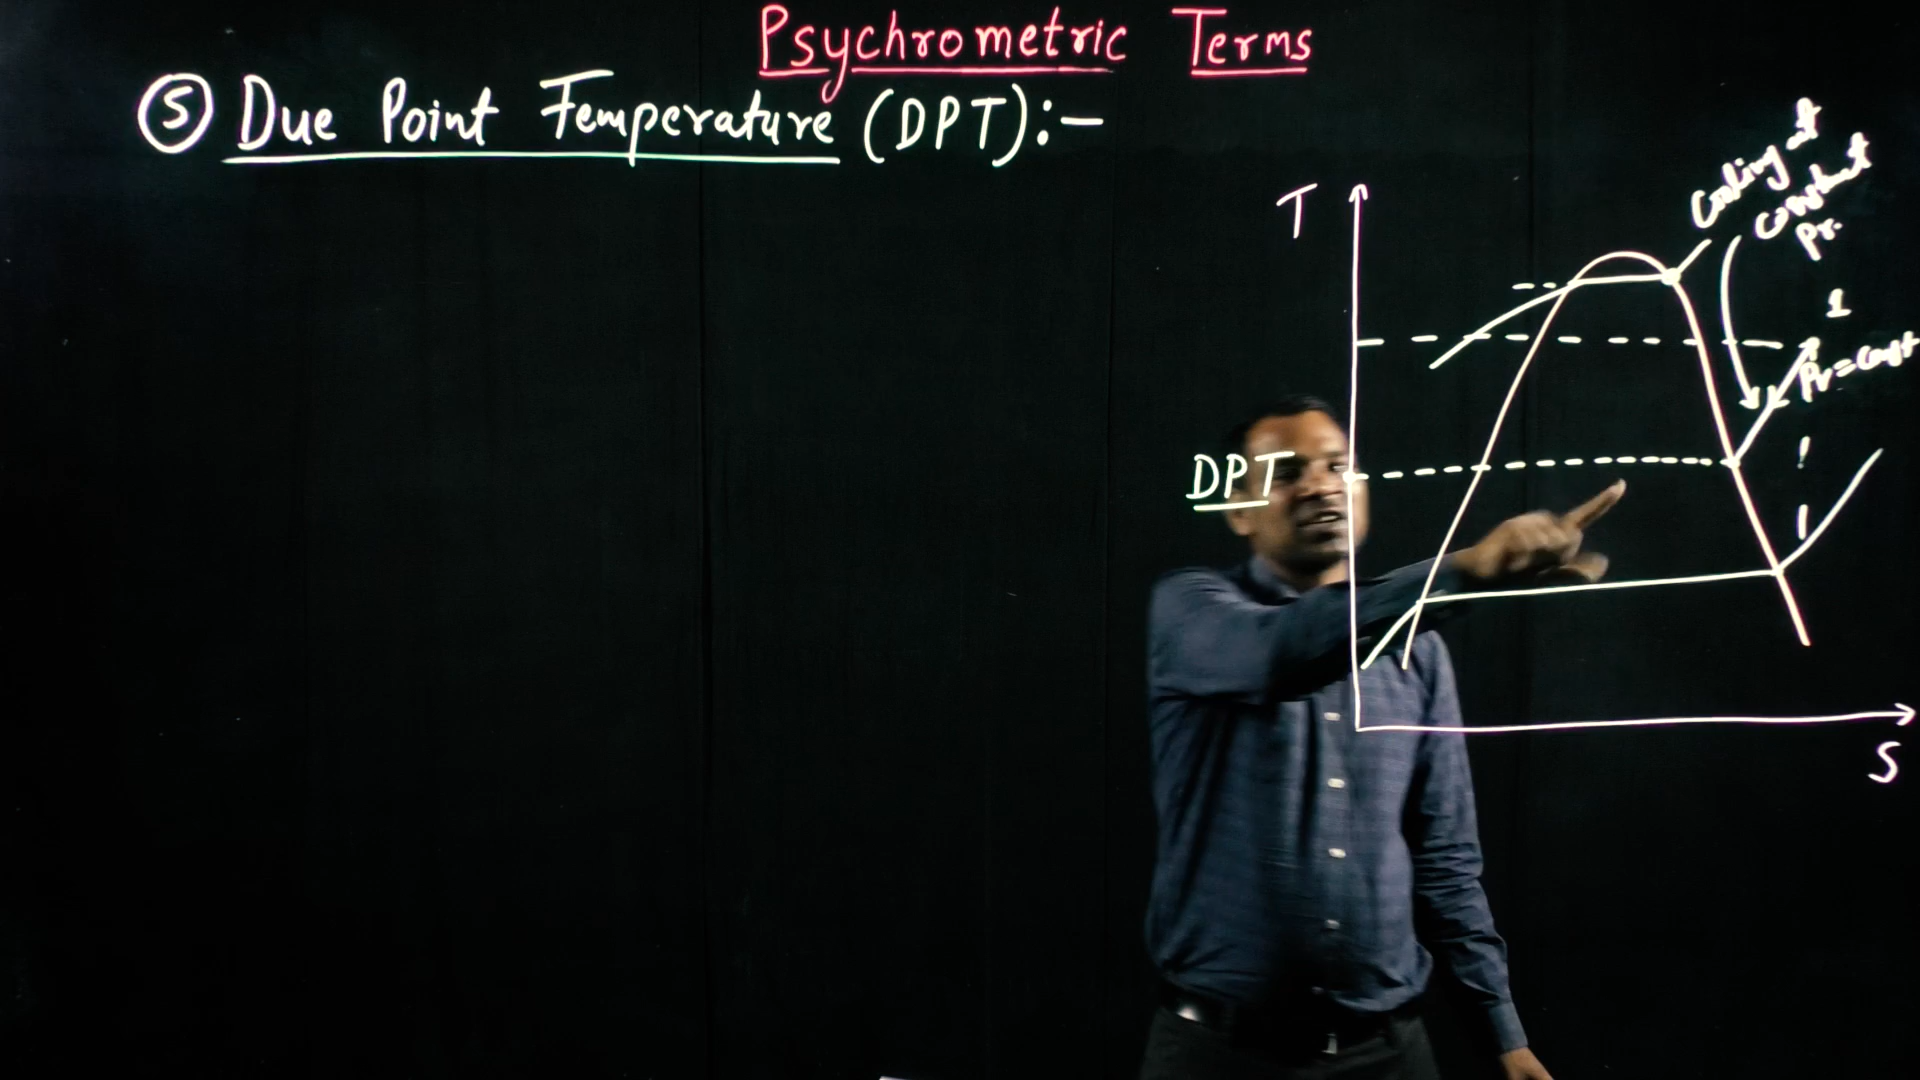 Psychrometric Terms
5 Due Point Temperature (DPT):-
T
Cooling at
constant
pr.
1
Pv = const
DPT
S